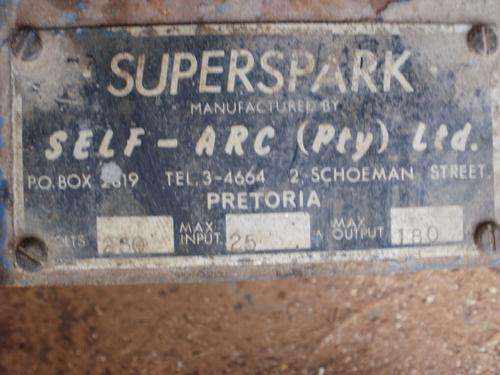 SUPERSPARK
MANUFACTURED BY
SELF - ARC (Pty) Ltd.
P.O. BOX 2819 TEL. 3-4664 2, SCHOEMAN STREET.
PRETORIA
VOLTS 250 MAX. INPUT. 25 A MAX. OUTPUT 180